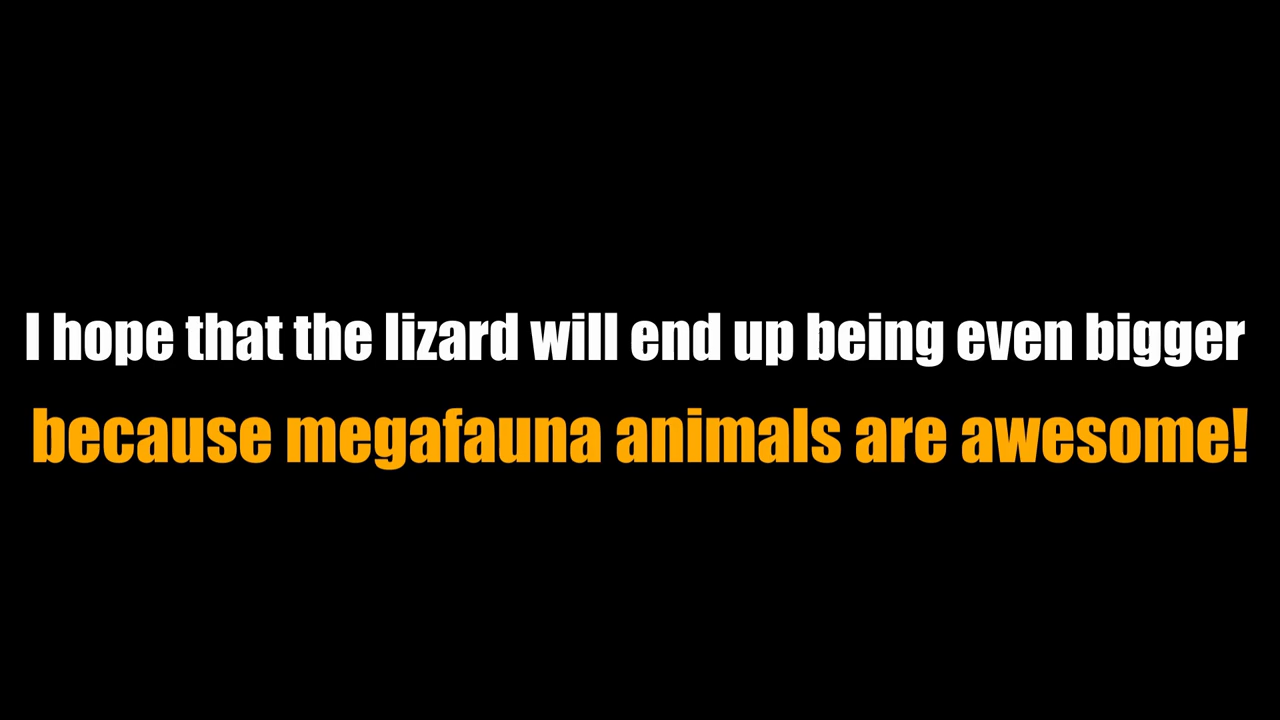 I hope that the lizard will end up being even bigger
because megafauna animals are awesome!